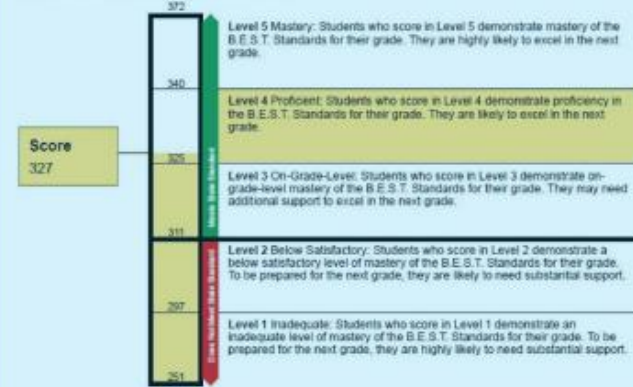 372
Level 5 Mastery: Students who score in Level 5 demonstrate mastery of the
B.E.S.T. Standards for their grade. They are highly likely to excel in the next
grade.
340
Level 4 Proficient: Students who score in Level 4 demonstrate proficiency in
the B.E.S.T. Standards for their grade. They are likely to excel in the next
grade.
Score
327
325
Level 3 On-Grade-Level: Students who score in Level 3 demonstrate on-
grade-level mastery of the B.E.S.T. Standards for their grade. They may need
additional support to excel in the next grade.
Meets State Standard
311
Level 2 Below Satisfactory: Students who score in Level 2 demonstrate a
below satisfactory level of mastery of the B.E.S.T. Standards for their grade.
To be prepared for the next grade, they are likely to need substantial support.
297
Does Not Meet State Standard
Level 1 Inadequate: Students who score in Level 1 demonstrate an
inadequate level of mastery of the B.E.S.T. Standards for their grade. To be
prepared for the next grade, they are highly likely to need substantial support.
251